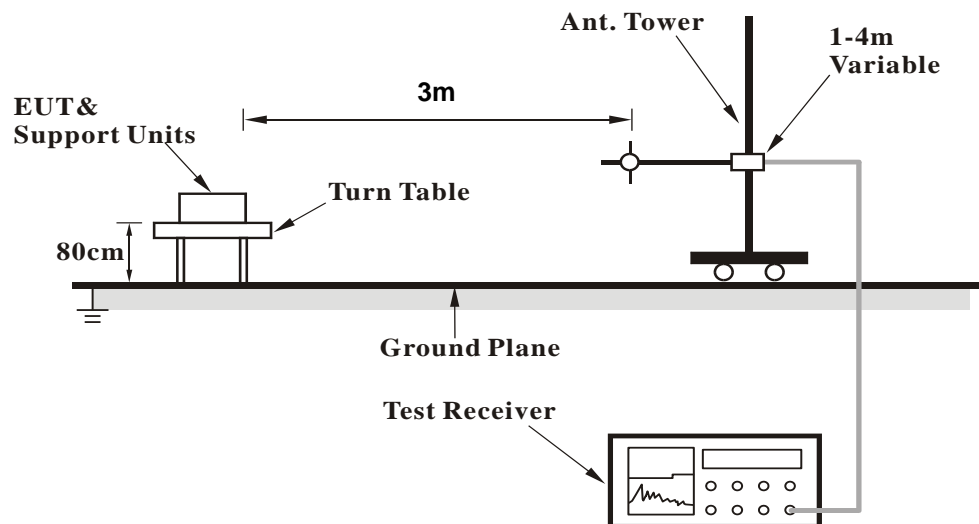 Ant. Tower
1-4m
Variable
3m
EUT&
Support Units
Turn Table
80cm
Ground Plane
Test Receiver